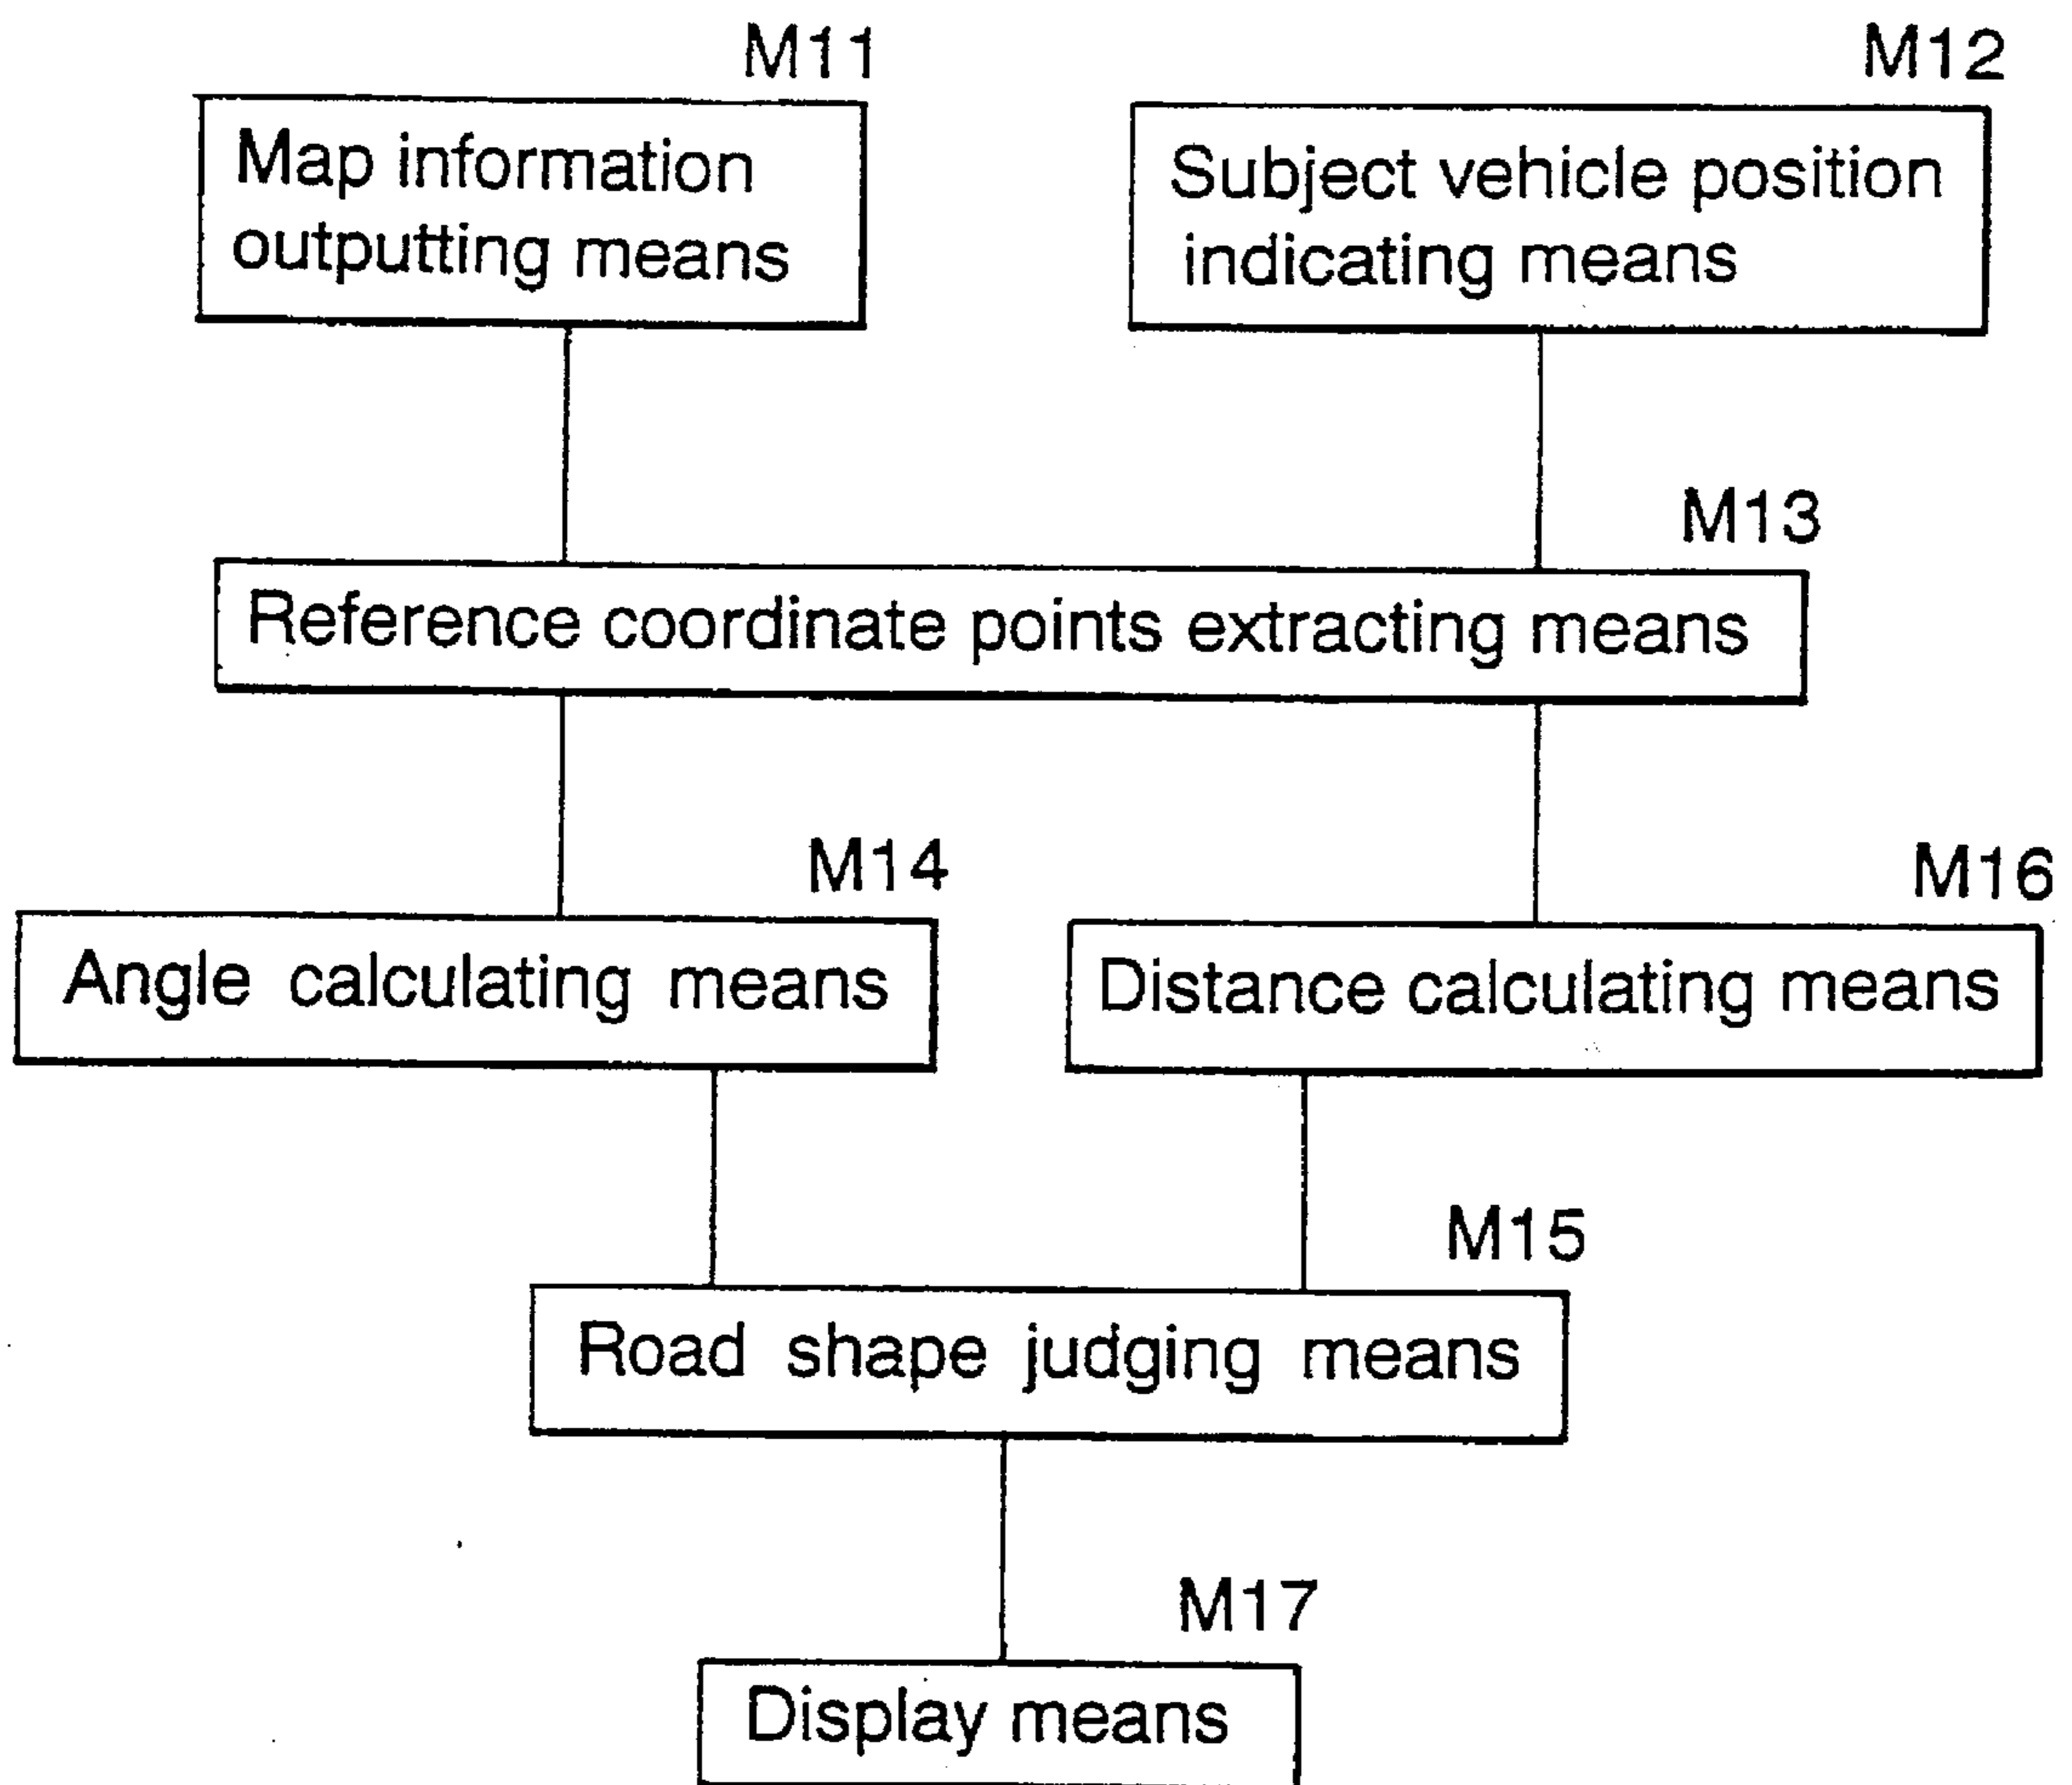 M11
Map information
outputting means
M12
Subject vehicle position
indicating means
M13
Reference coordinate points extracting means
M14
Angle calculating means
M16
Distance calculating means
M15
Road shape judging means
M17
Display means